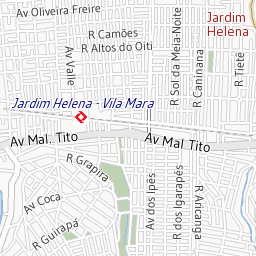 Av Oliveira Freire
Jardim
Helena
R Camões
R Altos do Oiti
Av Valle
R Sol da Meia-Noite
R Caninana
R Tietê
Jardim Helena - Vila Mara
Av Mal. Tito
Av Mal Tito
R Grapira
Av Coca
R Guirapá
Av dos Ipês
R dos Igarapés
R Aricanga